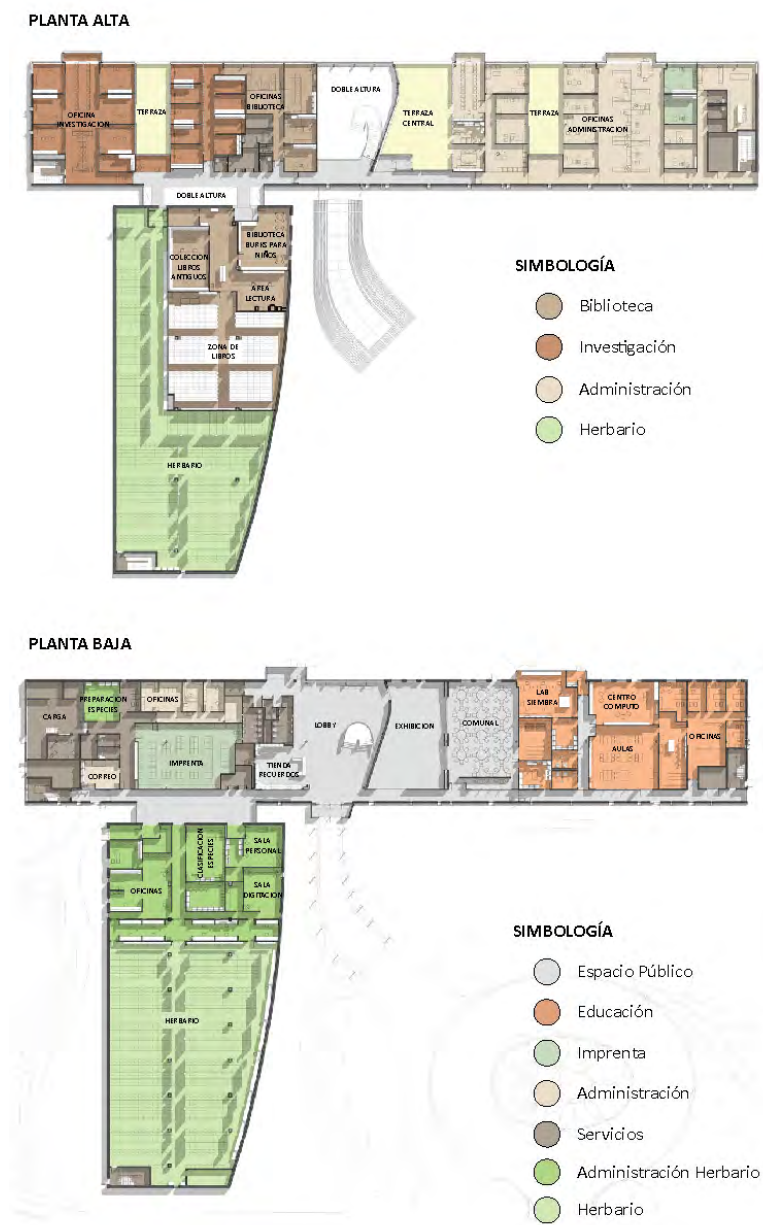 PLANTA ALTA
OFICINA
INVESTIGACION
TERRAZA
OFICINAS
BIBLIOTECA
DOBLE ALTURA
TERRAZA
CENTRAL
TERRAZA
OFICINAS
ADMINISTRACION
DOBLE ALTURA
COLECCION
LIBROS
ANTIGUOS
BIBLIOTECA
BURKS PARA
NIÑOS
AREA
LECTURA
ZONA DE
LIBROS
HERBARIO
SIMBOLOGÍA
Biblioteca
Investigación
Administración
Herbario
PLANTA BAJA
CARGA
PREPARACION
ESPECIES
OFICINAS
CORREO
IMPRENTA
TIENDA
RECUERDOS
LOBBY
EXHIBICION
COMUNAL
LAB
SIEMBRA
CENTRO
COMPUTO
AULAS
OFICINAS
OFICINAS
CLASIFICACION
ESPECIES
SALA
PERSONAL
SALA
DIGITACION
HERBARIO
SIMBOLOGÍA
Espacio Público
Educación
Imprenta
Administración
Servicios
Administración Herbario
Herbario